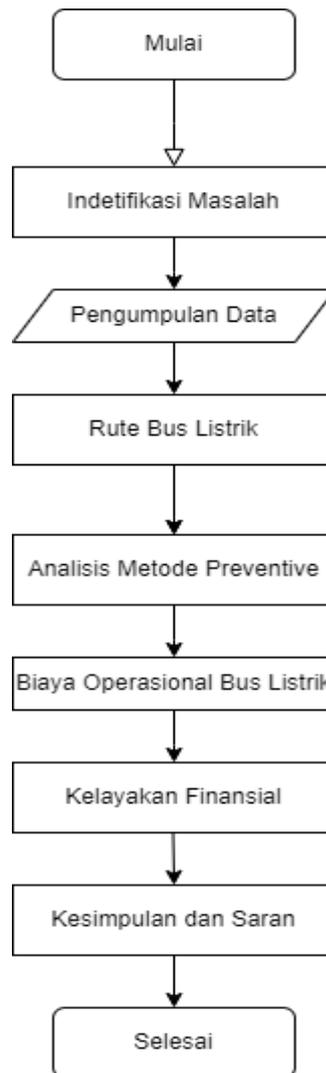 Mulai
Indetifikasi Masalah
Pengumpulan Data
Rute Bus Listrik
Analisis Metode Preventive
Biaya Operasional Bus Listrik
Kelayakan Finansial
Kesimpulan dan Saran
Selesai